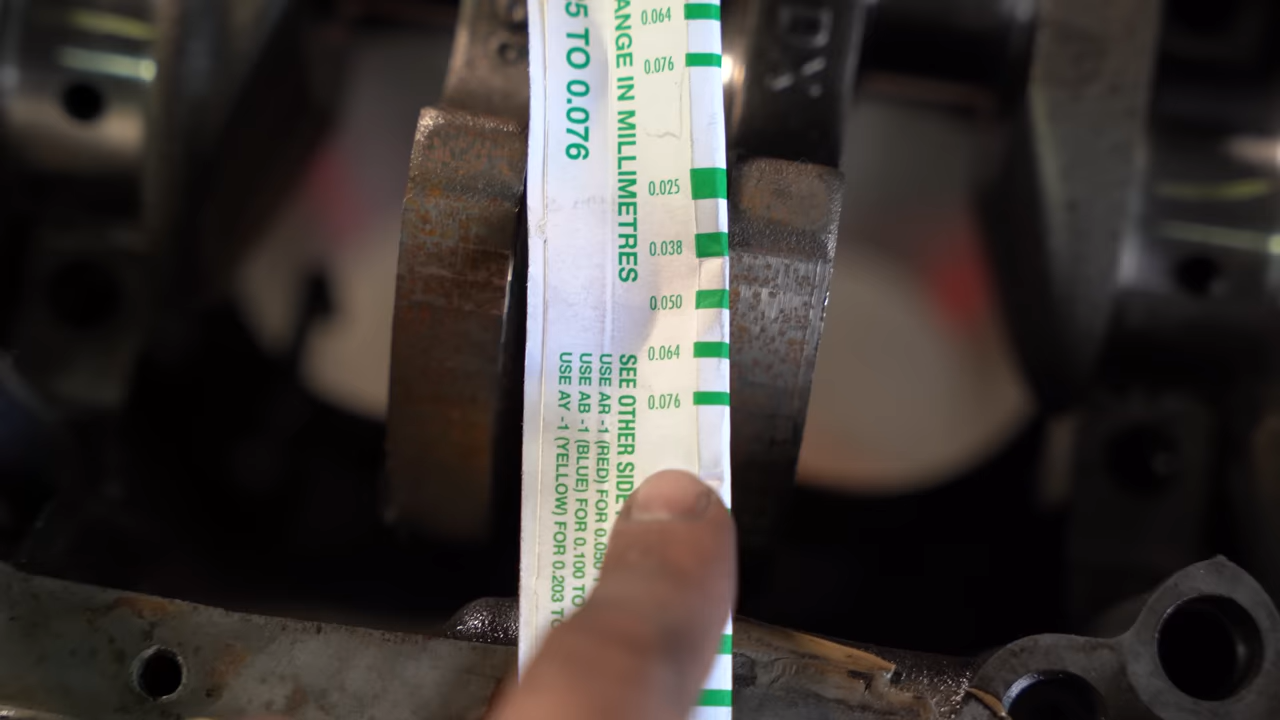 0.064
0.076
0.025
0.038
0.050
0.064
0.076
ANGE IN MILLIMETRES
5 TO 0.076
SEE OTHER SIDE
USE AR -1 (RED) FOR 0.050
USE AB -1 (BLUE) FOR 0.100 TO
USE AY -1 (YELLOW) FOR 0.203 TO